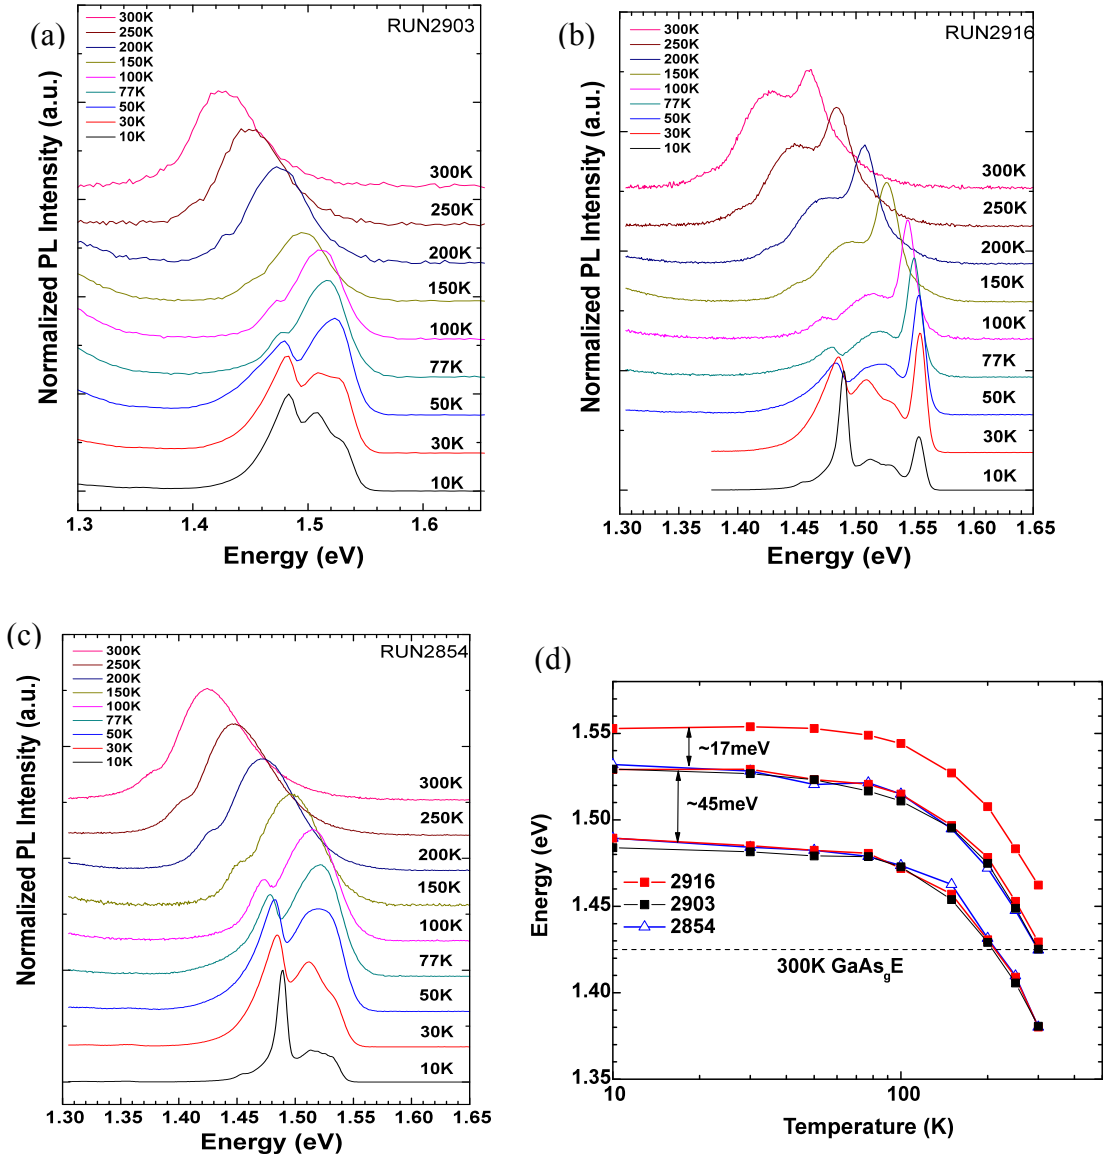 (a)
RUN2903
300K
250K
200K
150K
100K
77K
50K
30K
10K
Normalized PL Intensity (a.u.)
300K
250K
200K
150K
100K
77K
50K
30K
10K
1.3 1.4 1.5 1.6
Energy (eV)
(b)
RUN2916
300K
250K
200K
150K
100K
77K
50K
30K
10K
Normalized PL Intensity (a.u.)
300K
250K
200K
150K
100K
77K
50K
30K
10K
1.30 1.35 1.40 1.45 1.50 1.55 1.60 1.65
Energy (eV)
(c)
RUN2854
300K
250K
200K
150K
100K
77K
50K
30K
10K
Normalized PL Intensity (a.u.)
300K
250K
200K
150K
100K
77K
50K
30K
10K
1.30 1.35 1.40 1.45 1.50 1.55 1.60 1.65
Energy (eV)
(d)
1.55
1.50
1.45
1.40
1.35
Energy (eV)
~17meV
~45meV
2916
2903
2854
300K GaAs_gE
10 100
Temperature (K)